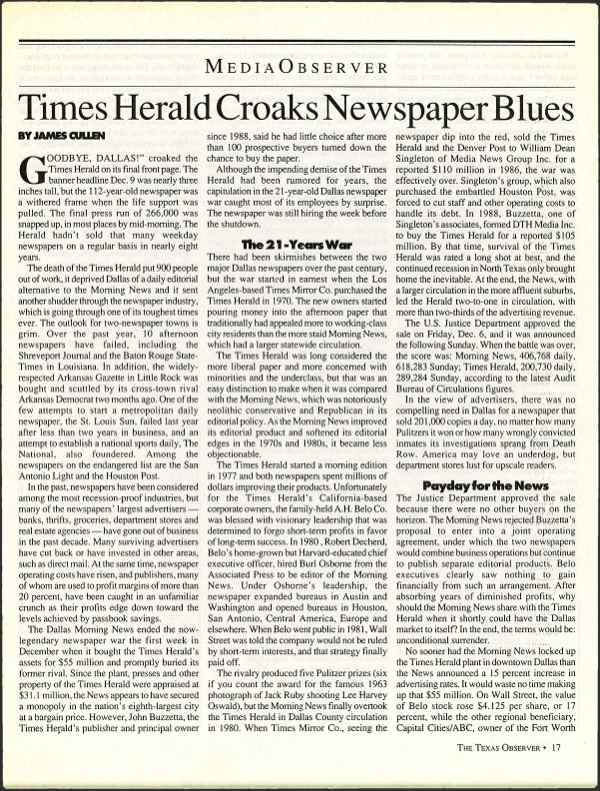 MEDIA OBSERVER
Times Herald Croaks Newspaper Blues
BY JAMES CULLEN
GOODBYE, DALLAS!" croaked the
Times Herald on its final front page. The
banner headline Dec. 9 was nearly three
inches tall, but the 112-year-old newspaper was
a withered frame when the life support was
pulled. The final press run of 266,000 was
snapped up, in most places by mid-morning. The
Herald hadn't sold that many weekday
newspapers on a regular basis in nearly eight
years.
The death of the Times Herald put 900 people
out of work, it deprived Dallas of a daily editorial
alternative to the Morning News and it sent
another shudder through the newspaper industry,
which is going through one of its toughest times
ever. The outlook for two-newspaper towns is
grim. Over the past year, 10 afternoon
newspapers have failed, including the
Shreveport Journal and the Baton Rouge State-
Times in Louisiana. In addition, the widely-
respected Arkansas Gazette in Little Rock was
bought and scuttled by its cross-town rival
Arkansas Democrat two months ago. One of the
few attempts to start a metropolitan daily
newspaper, the St. Louis Sun, failed last year
after less than two years in business, and an
attempt to establish a national sports daily, The
National, also foundered. Among the
newspapers on the endangered list are the San
Antonio Light and the Houston Post.
In the past, newspapers have been considered
among the most recession-proof industries, but
many of the newspapers' largest advertisers —
banks, thrifts, groceries, department stores and
real estate agencies — have gone out of business
in the past decade. Many surviving advertisers
have cut back or have invested in other areas,
such as direct mail. At the same time, newspaper
operating costs have risen, and publishers, many
of whom are used to profit margins of more than
20 percent, have been caught in an unfamiliar
crunch as their profits edge down toward the
levels achieved by passbook savings.
The Dallas Morning News ended the now-
legendary newspaper war the first week in
December when it bought the Times Herald's
assets for $55 million and promptly buried its
former rival. Since the plant, presses and other
property of the Times Herald were appraised at
$31.1 million, the News appears to have secured
a monopoly in the nation's eighth-largest city
at a bargain price. However, John Buzzetta, the
Times Herald's publisher and principal owner
since 1988, said he had little choice after more
than 100 prospective buyers turned down the
chance to buy the paper.
Although the impending demise of the Times
Herald had been rumored for years, the
capitulation in the 21-year-old Dallas newspaper
war caught most of its employees by surprise.
The newspaper was still hiring the week before
the shutdown.
The 21-Years War
There had been skirmishes between the two
major Dallas newspapers over the past century,
but the war started in earnest when the Los
Angeles-based Times Mirror Co. purchased the
Times Herald in 1970. The new owners started
pouring money into the afternoon paper that
traditionally had appealed more to working-class
city residents than the more staid Morning News,
which had a larger statewide circulation.
The Times Herald was long considered the
more liberal paper and more concerned with
minorities and the underclass, but that was an
easy distinction to make when it was compared
with the Morning News, which was notoriously
neolithic conservative and Republican in its
editorial policy. As the Morning News improved
its editorial product and softened its editorial
edges in the 1970s and 1980s, it became less
objectionable.
The Times Herald started a morning edition
in 1977 and both newspapers spent millions of
dollars improving their products. Unfortunately
for the Times Herald's California-based
corporate owners, the family-held A.H. Belo Co.
was blessed with visionary leadership that was
determined to forgo short-term profits in favor
of long-term success. In 1980, Robert Decherd,
Belo's home-grown but Harvard-educated chief
executive officer, hired Burl Osborne from the
Associated Press to be editor of the Morning
News. Under Osborne's leadership, the
newspaper expanded bureaus in Austin and
Washington and opened bureaus in Houston,
San Antonio, Central America, Europe and
elsewhere. When Belo went public in 1981, Wall
Street was told the company would not be ruled
by short-term interests, and that strategy finally
paid off.
The rivalry produced five Pulitzer prizes (six
if you count the award for the famous 1963
photograph of Jack Ruby shooting Lee Harvey
Oswald), but the Morning News finally overtook
the Times Herald in Dallas County circulation
in 1980. When Times Mirror Co., seeing the
newspaper dip into the red, sold the Times
Herald and the Denver Post to William Dean
Singleton of Media News Group Inc. for a
reported $110 million in 1986, the war was
effectively over. Singleton's group, which also
purchased the embattled Houston Post, was
forced to cut staff and other operating costs to
handle its debt. In 1988, Buzzetta, one of
Singleton's associates, formed DTH Media Inc.
to buy the Times Herald for a reported $105
million. By that time, survival of the Times
Herald was rated a long shot at best, and the
continued recession in North Texas only brought
home the inevitable. At the end, the News, with
a larger circulation in the more affluent suburbs,
led the Herald two-to-one in circulation, with
more than two-thirds of the advertising revenue.
The U.S. Justice Department approved the
sale on Friday, Dec. 6, and it was announced
the following Sunday. When the battle was over,
the score was: Morning News, 406,768 daily,
618,283 Sunday; Times Herald, 200,730 daily,
289,284 Sunday, according to the latest Audit
Bureau of Circulations figures.
In the view of advertisers, there was no
compelling need in Dallas for a newspaper that
sold 201,000 copies a day, no matter how many
Pulitzers it won or how many wrongly convicted
inmates its investigations sprang from Death
Row. America may love an underdog, but
department stores lust for upscale readers.
Payday for the News
The Justice Department approved the sale
because there were no other buyers on the
horizon. The Morning News rejected Buzzetta's
proposal to enter into a joint operating
agreement, under which the two newspapers
would combine business operations but continue
to publish separate editorial products. Belo
executives clearly saw nothing to gain
financially from such an arrangement. After
absorbing years of diminished profits, why
should the Morning News share with the Times
Herald when it shortly could have the Dallas
market to itself? In the end, the terms would be:
unconditional surrender.
No sooner had the Morning News locked up
the Times Herald plant in downtown Dallas than
the News announced a 15 percent increase in
advertising rates. It would waste no time making
up that $55 million. On Wall Street, the value
of Belo stock rose $4.125 per share, or 17
percent, while the other regional beneficiary,
Capital Cities/ABC, owner of the Fort Worth
THE TEXAS OBSERVER • 17